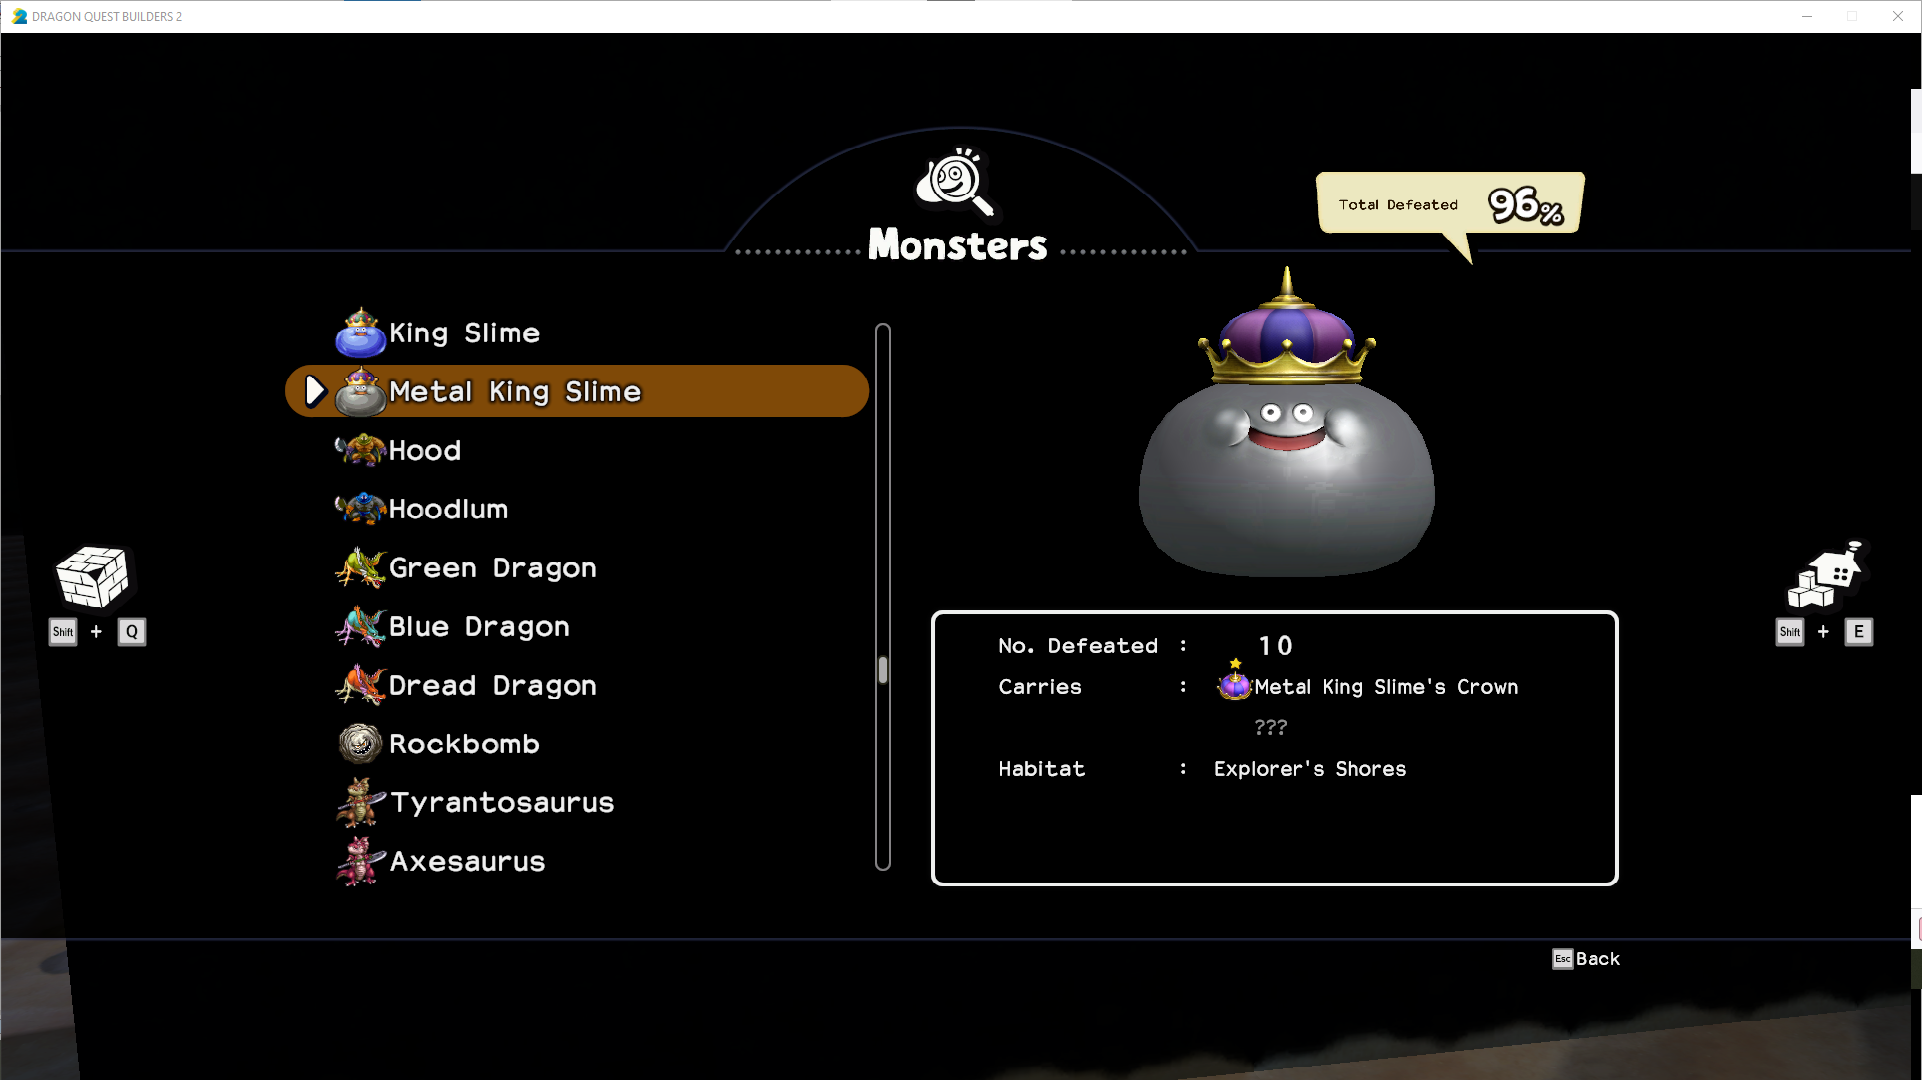 DRAGON QUEST BUILDERS 2
Total Defeated 96%
Monsters
King Slime
Metal King Slime
Hood
Hoodlum
Green Dragon
Blue Dragon
Dread Dragon
Rockbomb
Tyrantosaurus
Axesaurus
Shift + Q
No. Defeated : 10
Carries : Metal King Slime's Crown
???
Habitat : Explorer's Shores
Shift + E
Esc Back